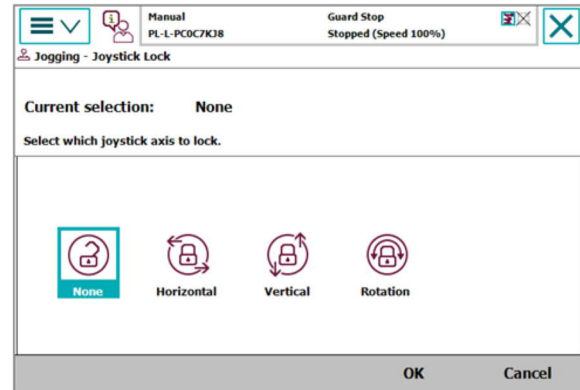 Manual
Guard Stop
PL-L-PC0C7KJ8
Stopped (Speed 100%)
Jogging - Joystick Lock
Current selection: None
Select which joystick axis to lock.
None
Horizontal
Vertical
Rotation
OK
Cancel